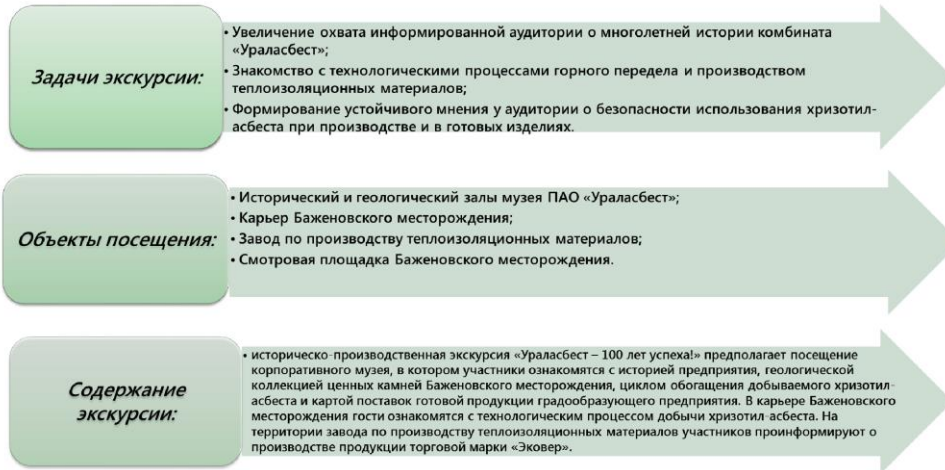 Задачи экскурсии:
• Увеличение охвата информированной аудитории о многолетней истории комбината
«Ураласбест»;
• Знакомство с технологическими процессами горного передела и производством
теплоизоляционных материалов;
• Формирование устойчивого мнения у аудитории о безопасности использования хризотил-
асбеста при производстве и в готовых изделиях.
Объекты посещения:
• Исторический и геологический залы музея ПАО «Ураласбест»;
• Карьер Баженовского месторождения;
• Завод по производству теплоизоляционных материалов;
• Смотровая площадка Баженовского месторождения.
Содержание
экскурсии:
• историческо-производственная экскурсия «Ураласбест – 100 лет успеха!» предполагает посещение
корпоративного музея, в котором участники ознакомятся с историей предприятия, геологической
коллекцией ценных камней Баженовского месторождения, циклом обогащения добываемого хризотил-
асбеста и картой поставок готовой продукции градообразующего предприятия. В карьере Баженовского
месторождения гости ознакомятся с технологическим процессом добычи хризотил-асбеста. На
территории завода по производству теплоизоляционных материалов участников проинформируют о
производстве продукции торговой марки «Эковер».